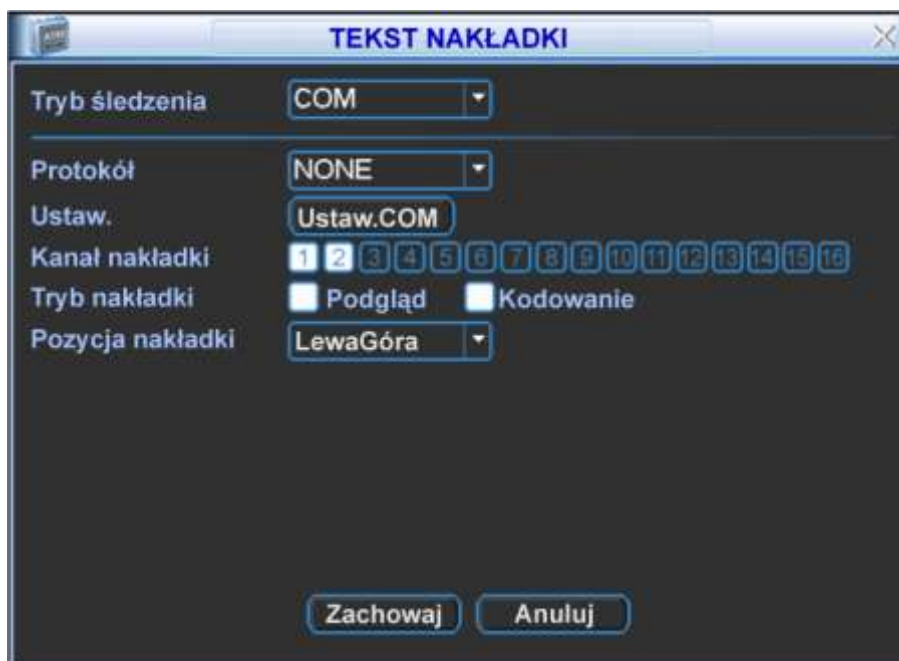 TEKST NAKŁADKI
Tryb śledzenia COM
Protokół NONE
Ustaw. Ustaw.COM
Kanał nakładki 1 2 3 4 5 6 7 8 9 10 11 12 13 14 15 16
Tryb nakładki Podgląd Kodowanie
Pozycja nakładki LewaGóra
Zachowaj Anuluj